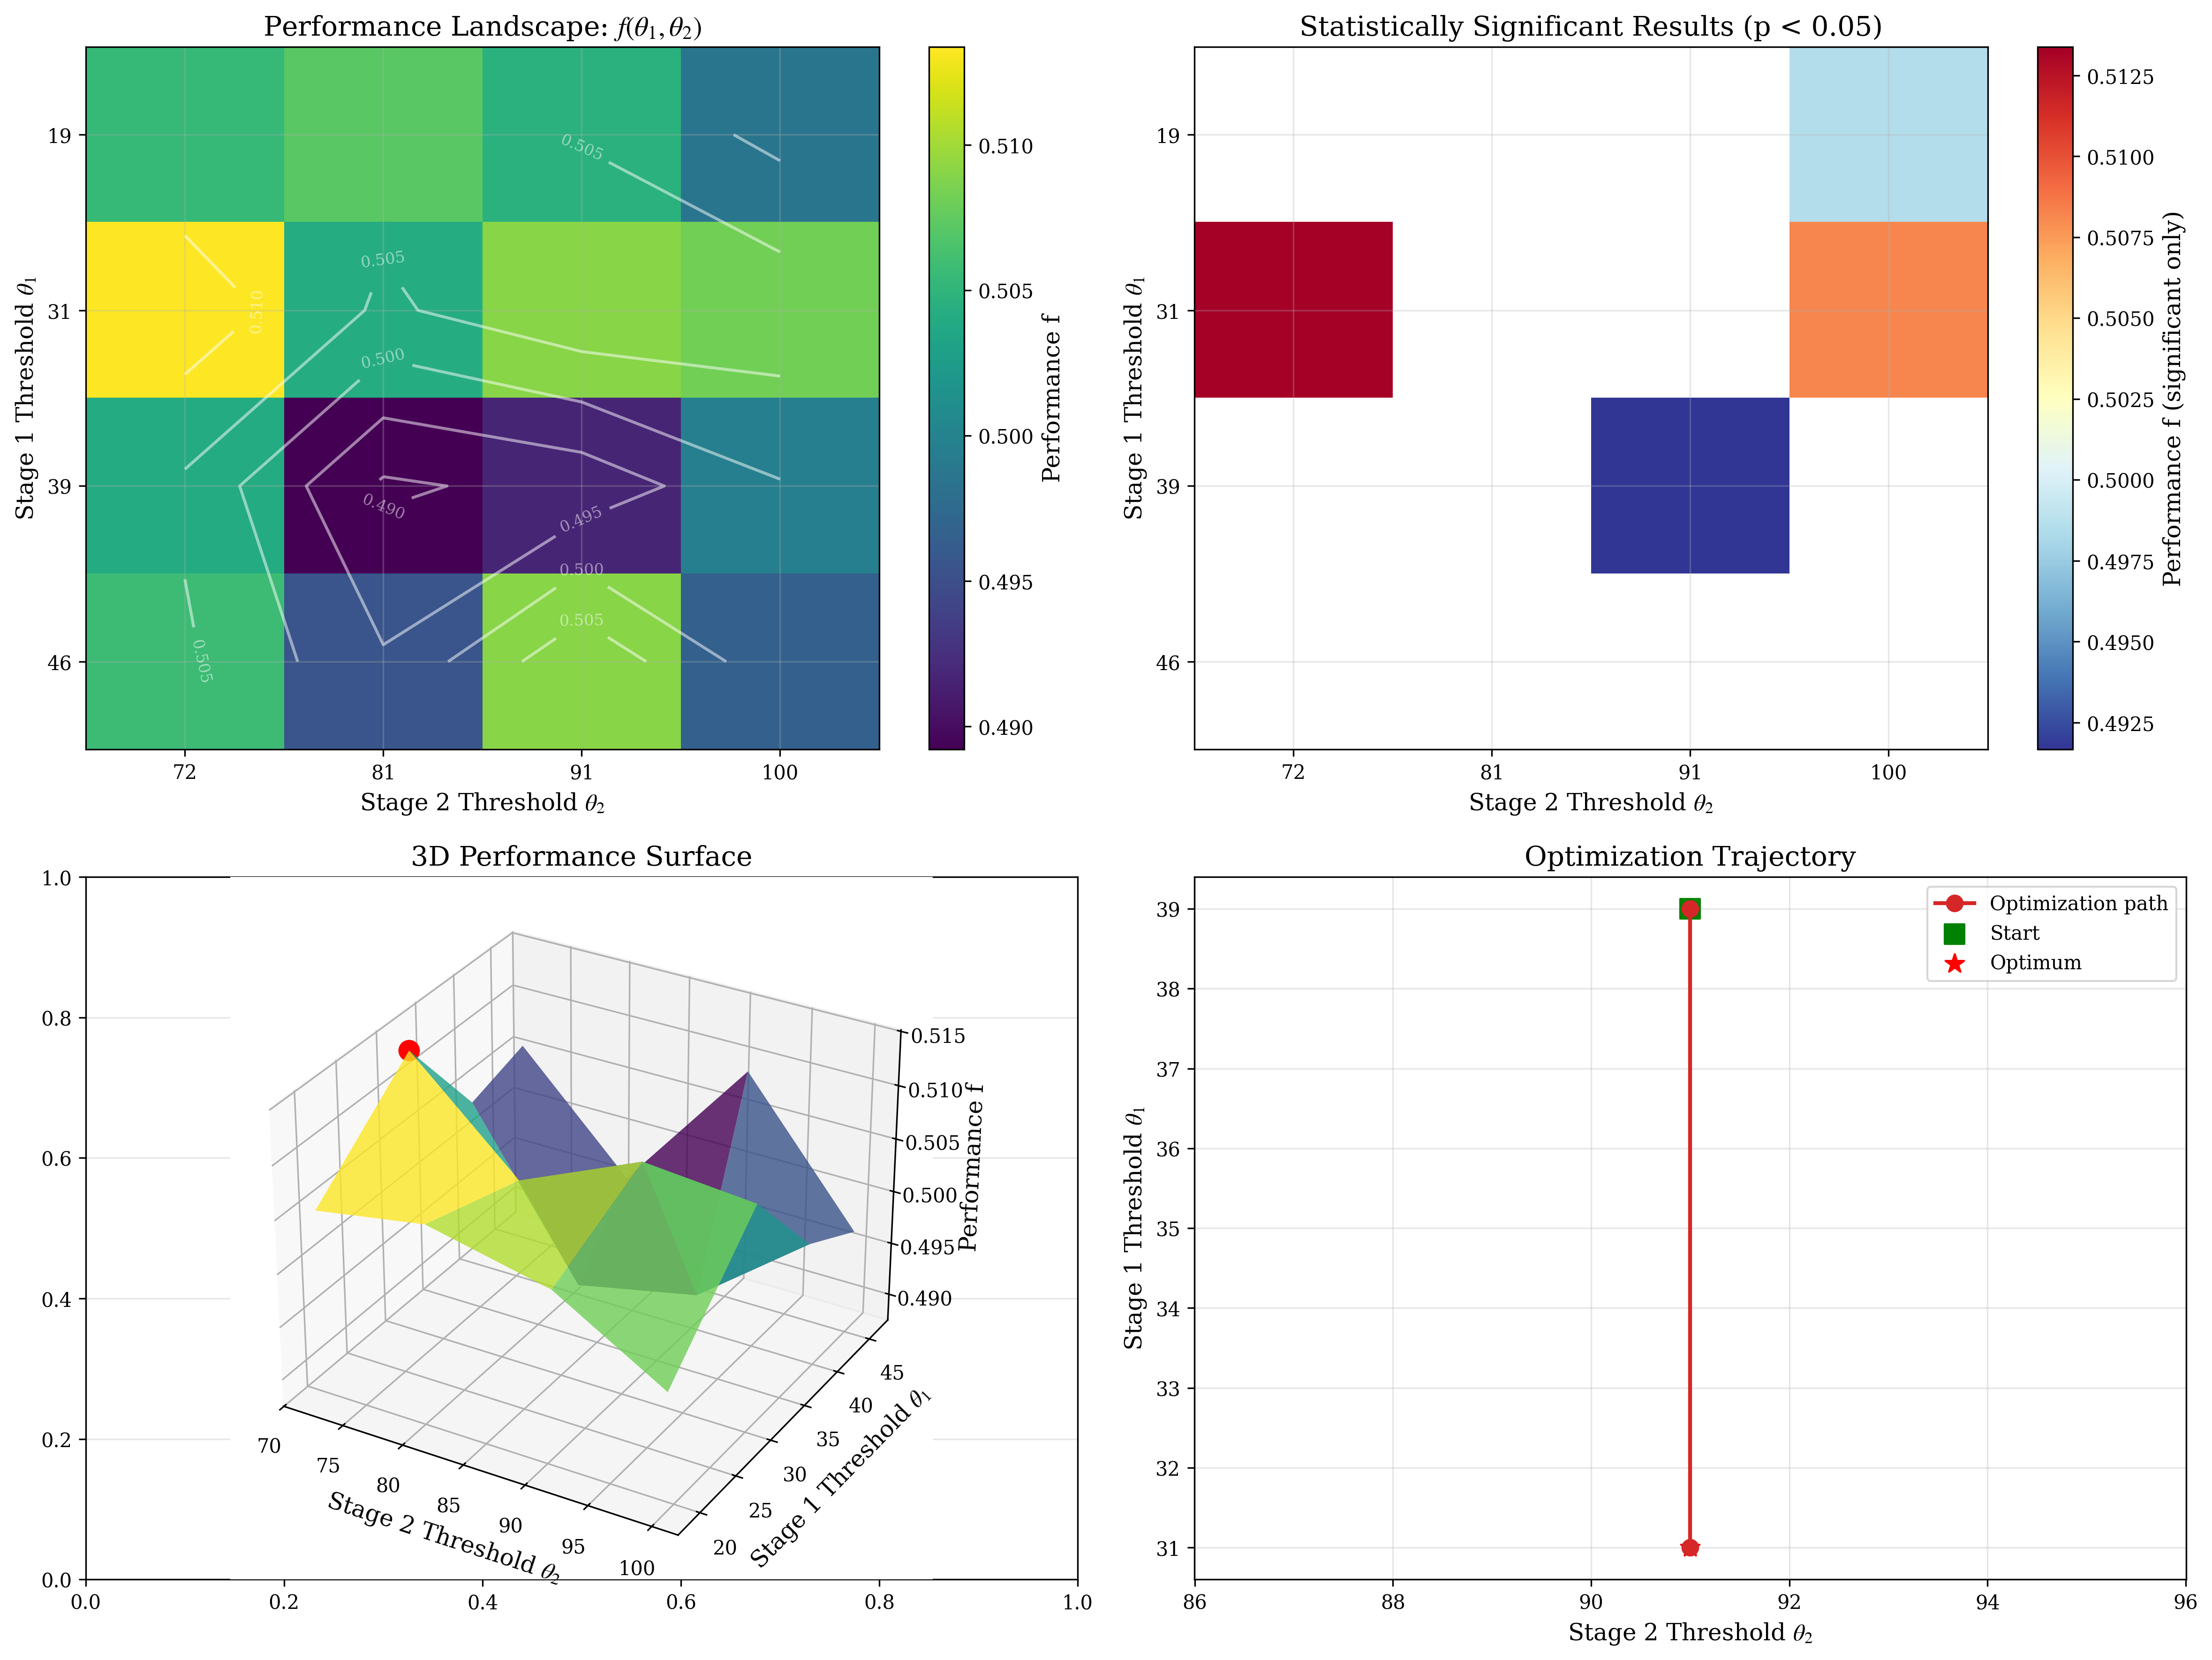 Performance Landscape: f(θ₁, θ₂)
19
31
39
46
Stage 1 Threshold θ₁
72 81 91 100
Stage 2 Threshold θ₂
0.505
0.510
0.505
0.500
0.490
0.495
0.500
0.505
0.505
0.510
0.505
0.500
0.495
0.490
Performance f
Statistically Significant Results (p < 0.05)
19
31
39
46
Stage 1 Threshold θ₁
72 81 91 100
Stage 2 Threshold θ₂
0.5125
0.5100
0.5075
0.5050
0.5025
0.5000
0.4975
0.4950
0.4925
Performance f (significant only)
3D Performance Surface
1.0
0.8
0.6
0.4
0.2
0.0
0.0 0.2 0.4 0.6 0.8 1.0
0.515
0.510
0.505
0.500
0.495
0.490
Performance f
70 75 80 85 90 95 100
Stage 2 Threshold θ₂
20 25 30 35 40 45
Stage 1 Threshold θ₁
Optimization Trajectory
Optimization path
Start
Optimum
39
38
37
36
35
34
33
32
31
Stage 1 Threshold θ₁
86 88 90 92 94 96
Stage 2 Threshold θ₂